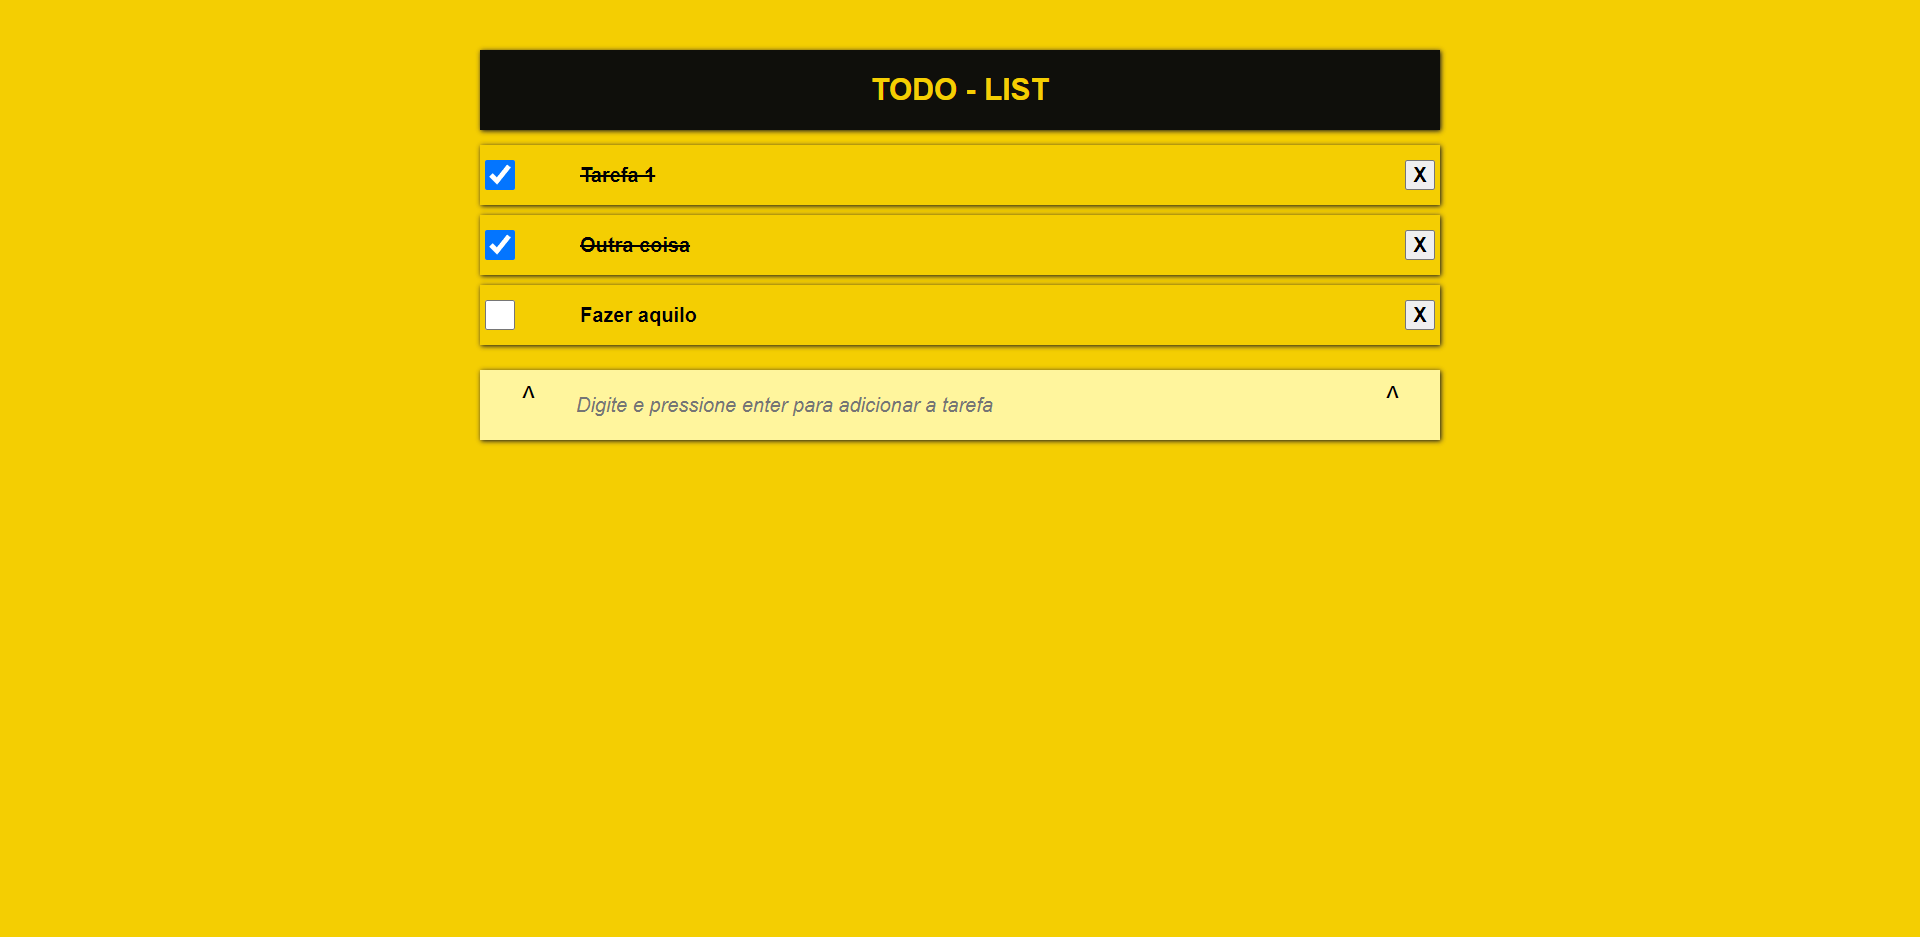 TODO - LIST
Tarefa 1 X
Outra coisa X
Fazer aquilo X
^ Digite e pressione enter para adicionar a tarefa ^